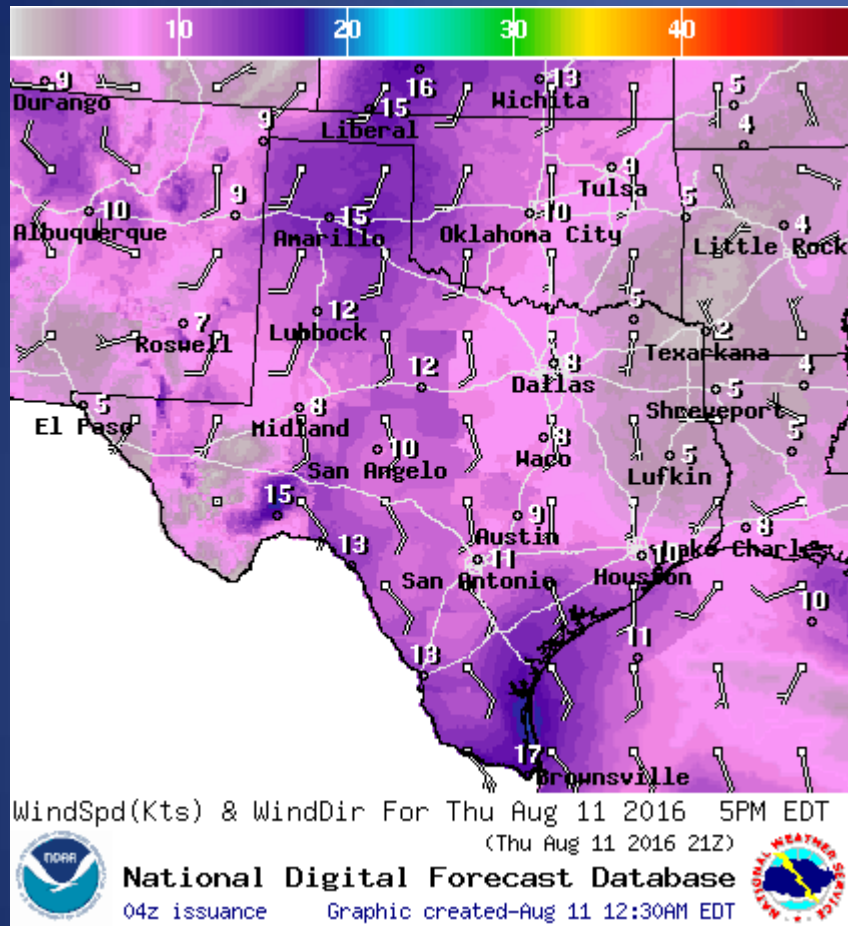 10 20 30 40
9 16 13 5
Durango 15 Wichita
Liberal 4
9 9
Tulsa
10 9 15 10 5 4
Albuquerque Amarillo Oklahoma City Little Rock
12 5
7 Lubbock 2
Roswell Texarkana
12 8 4
Dallas 5
5 8 Shreveport
El Paso Midland
10 8 5 5
San Angelo Waco Lufkin
15 9 8
Austin Lake Charles
13 11 10
San Antonio Houston
10
11
13
17
Brownsville
WindSpd(Kts) & WindDir For Thu Aug 11 2016 5PM EDT
(Thu Aug 11 2016 21Z)
NOAA
National Digital Forecast Database
04z issuance Graphic created-Aug 11 12:30AM EDT
NATIONAL WEATHER SERVICE